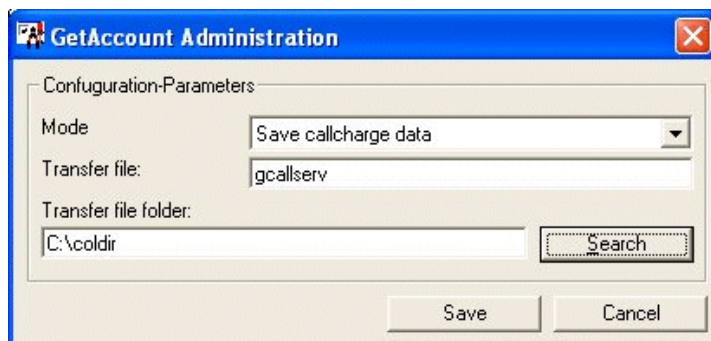 GetAccount Administration
Confuguration-Parameters
Mode
Save callcharge data
Transfer file:
gcallserv
Transfer file folder:
C:\coldir
Search
Save
Cancel